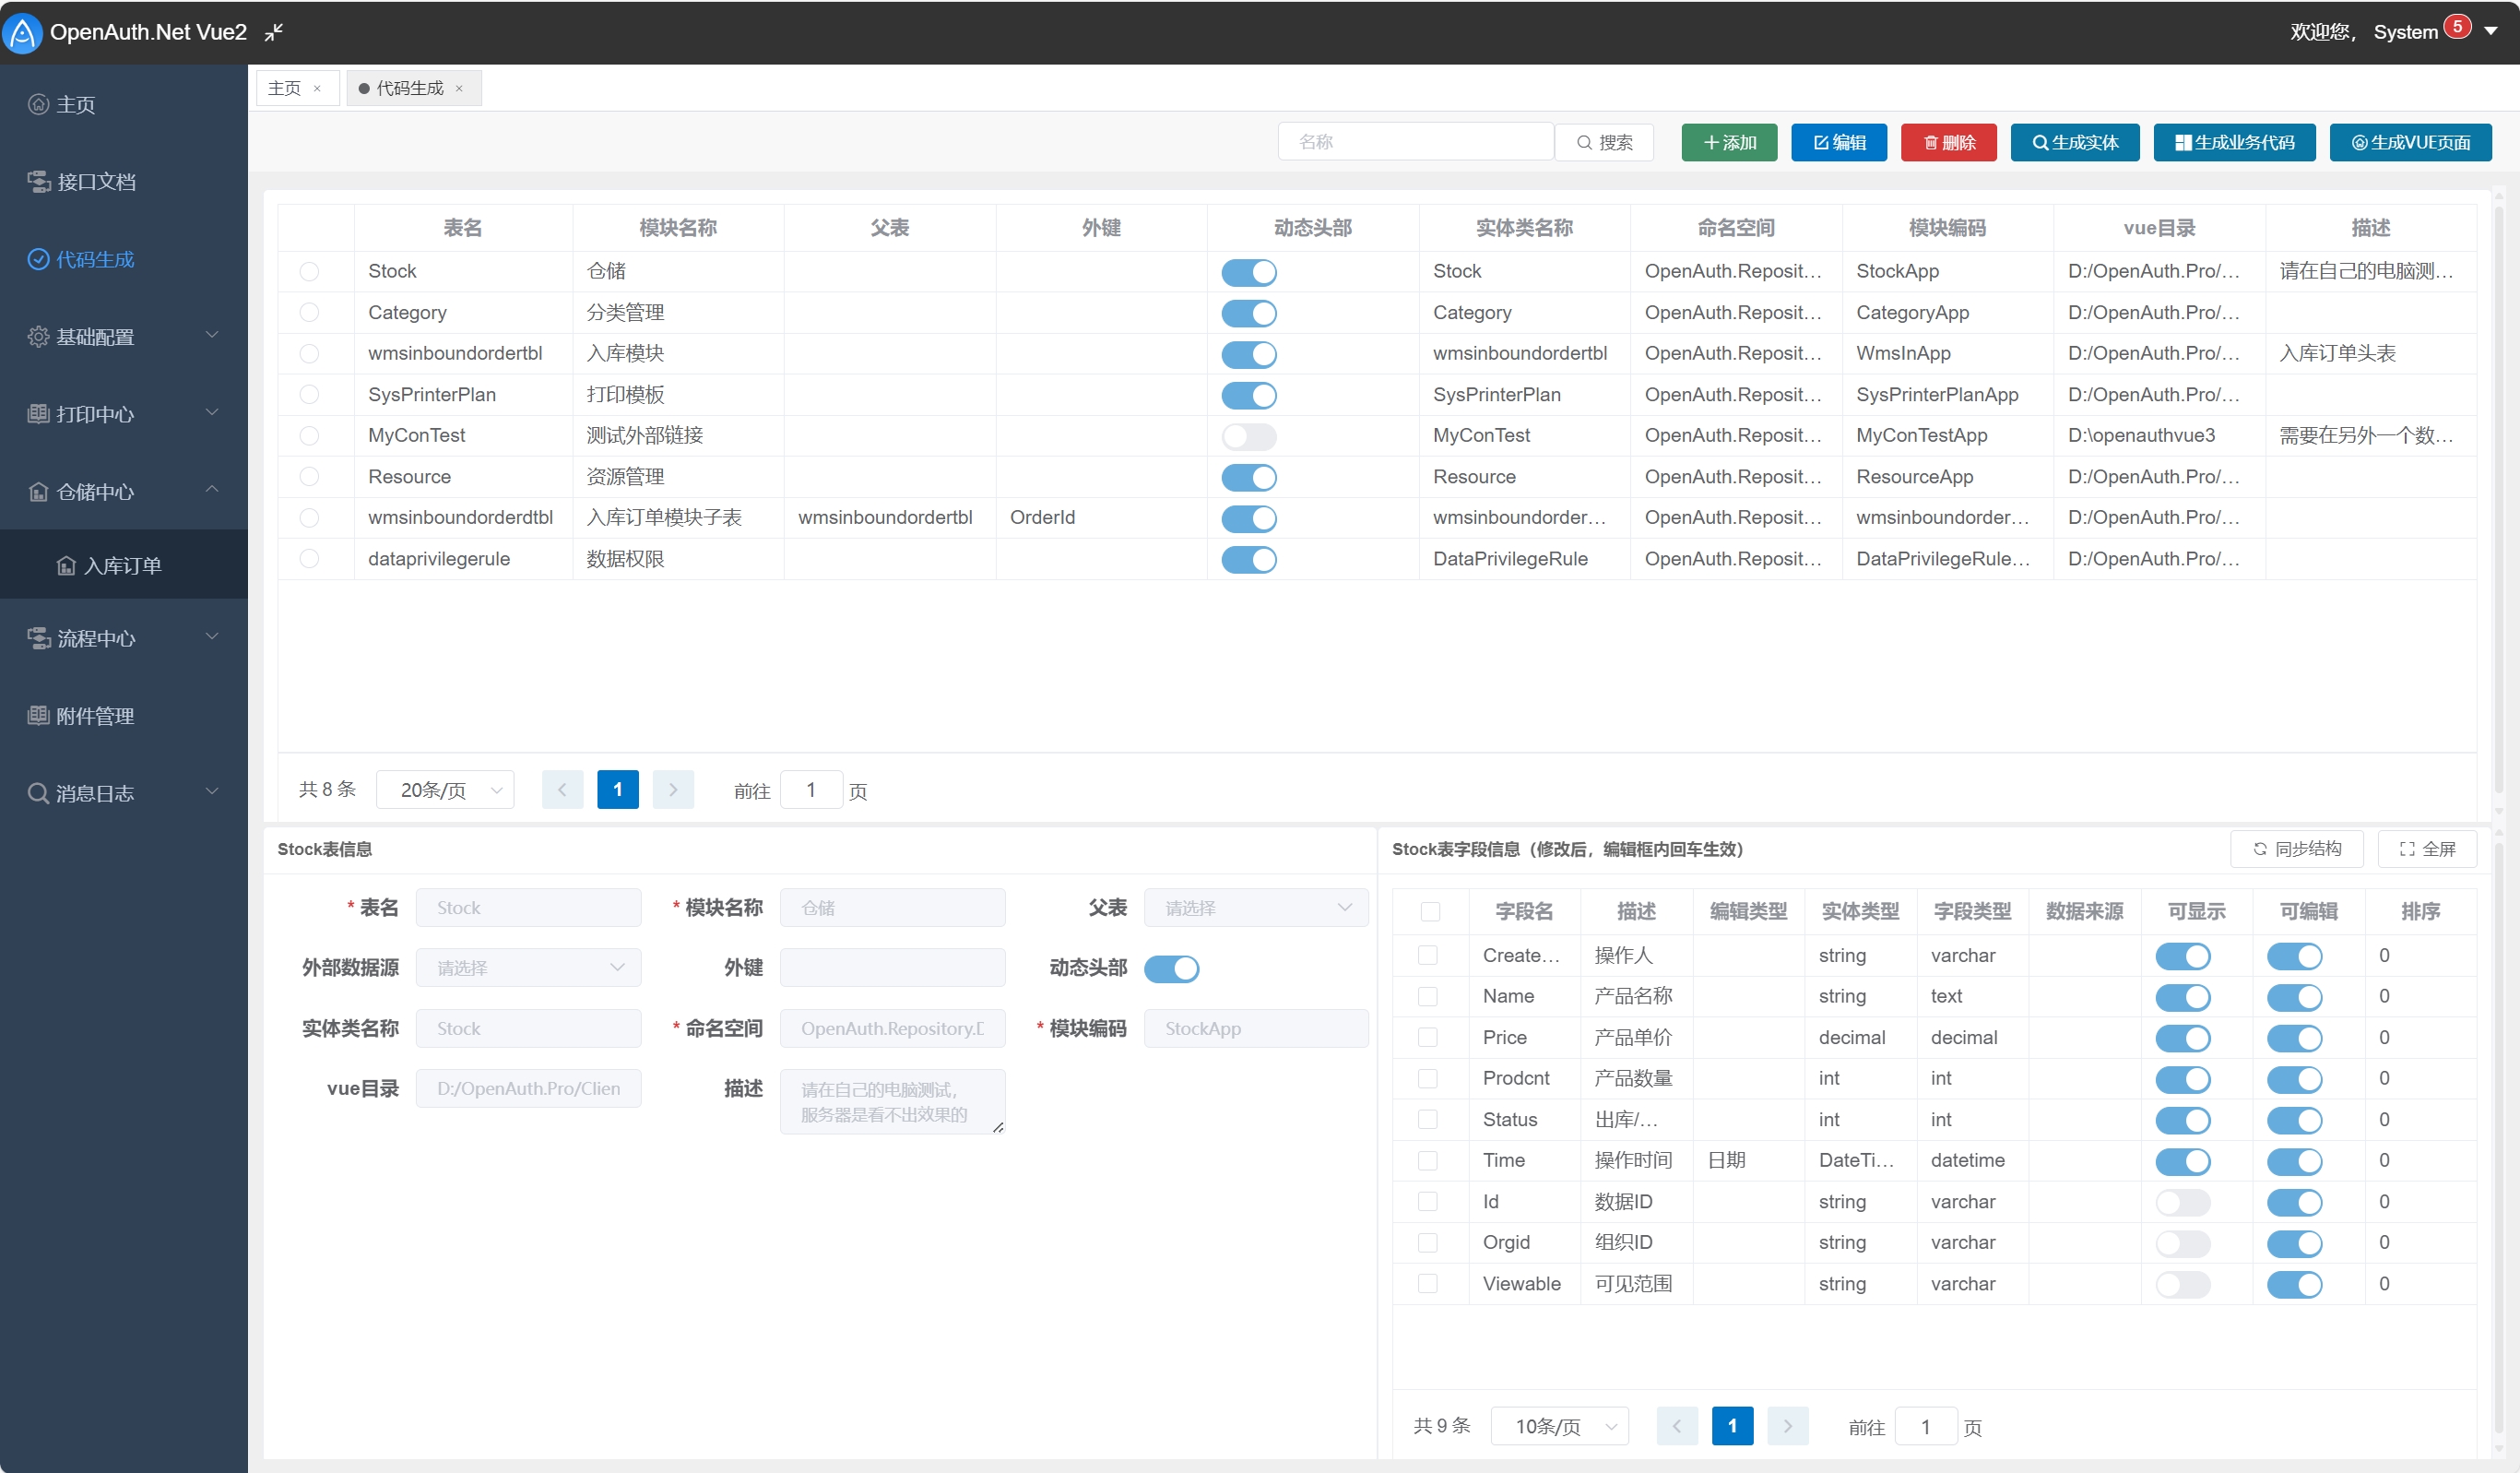 OpenAuth.Net Vue2
欢迎您， System 5
主页
接口文档
代码生成
基础配置
打印中心
仓储中心
入库订单
流程中心
附件管理
消息日志
主页 × 代码生成 ×
名称 搜索 添加 编辑 删除 生成实体 生成业务代码 生成VUE页面
表名 模块名称 父表 外键 动态头部 实体类名称 命名空间 模块编码 vue目录 描述
Stock 仓储 Stock OpenAuth.Reposit... StockApp D:/OpenAuth.Pro/... 请在自己的电脑测...
Category 分类管理 Category OpenAuth.Reposit... CategoryApp D:/OpenAuth.Pro/...
wmsinboundordertbl 入库模块 wmsinboundordertbl OpenAuth.Reposit... WmsInApp D:/OpenAuth.Pro/... 入库订单头表
SysPrinterPlan 打印模板 SysPrinterPlan OpenAuth.Reposit... SysPrinterPlanApp D:/OpenAuth.Pro/...
MyConTest 测试外部链接 MyConTest OpenAuth.Reposit... MyConTestApp D:\openauthvue3 需要在另外一个数...
Resource 资源管理 Resource OpenAuth.Reposit... ResourceApp D:/OpenAuth.Pro/...
wmsinboundorderdtbl 入库订单模块子表 wmsinboundordertbl OrderId wmsinboundorder... OpenAuth.Reposit... wmsinboundorder... D:/OpenAuth.Pro/...
dataprivilegerule 数据权限 DataPrivilegeRule OpenAuth.Reposit... DataPrivilegeRule... D:/OpenAuth.Pro/...
共 8 条 20条/页 1 前往 1 页
Stock表信息
* 表名 Stock * 模块名称 仓储 父表 请选择
外部数据源 请选择 外键 动态头部
实体类名称 Stock * 命名空间 OpenAuth.Repository.D * 模块编码 StockApp
vue目录 D:/OpenAuth.Pro/Clien 描述 请在自己的电脑测试，
服务器是看不出效果的
Stock表字段信息（修改后，编辑框内回车生效） 同步结构 全屏
字段名 描述 编辑类型 实体类型 字段类型 数据来源 可显示 可编辑 排序
Create... 操作人 string varchar 0
Name 产品名称 string text 0
Price 产品单价 decimal decimal 0
Prodcnt 产品数量 int int 0
Status 出库/... int int 0
Time 操作时间 日期 DateTi... datetime 0
Id 数据ID string varchar 0
Orgid 组织ID string varchar 0
Viewable 可见范围 string varchar 0
共 9 条 10条/页 1 前往 1 页